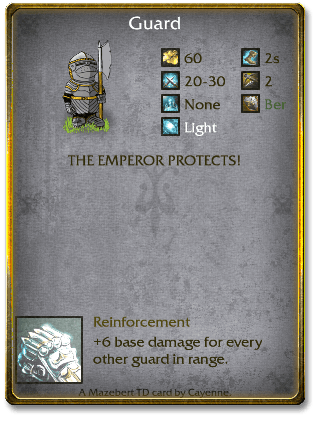 Guard
60 2s
20-30 2
None Ber
Light
THE EMPEROR PROTECTS!
Reinforcement
+6 base damage for every
other guard in range.
A Mazebert TD card by Cayenne.